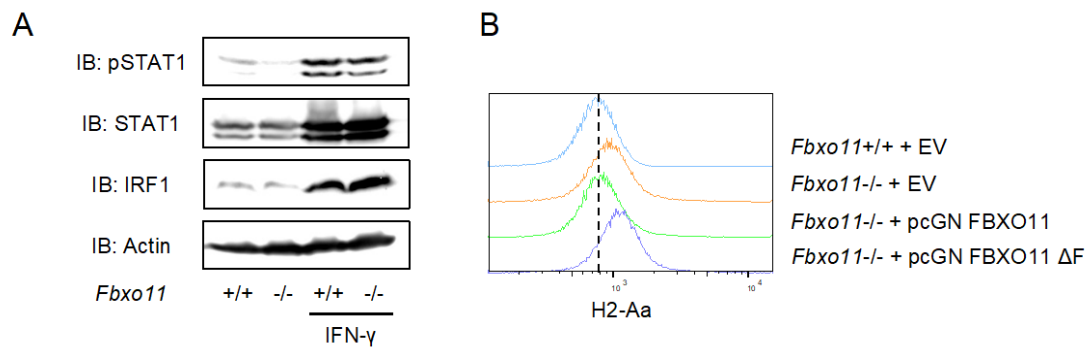 A
IB: pSTAT1
IB: STAT1
IB: IRF1
IB: Actin
Fbxo11 +/+ -/- +/+ -/-
IFN-γ
B
Fbxo11+/+ + EV
Fbxo11-/- + EV
Fbxo11-/- + pcGN FBXO11
Fbxo11-/- + pcGN FBXO11 ΔF
10³ 10⁴
H2-Aa